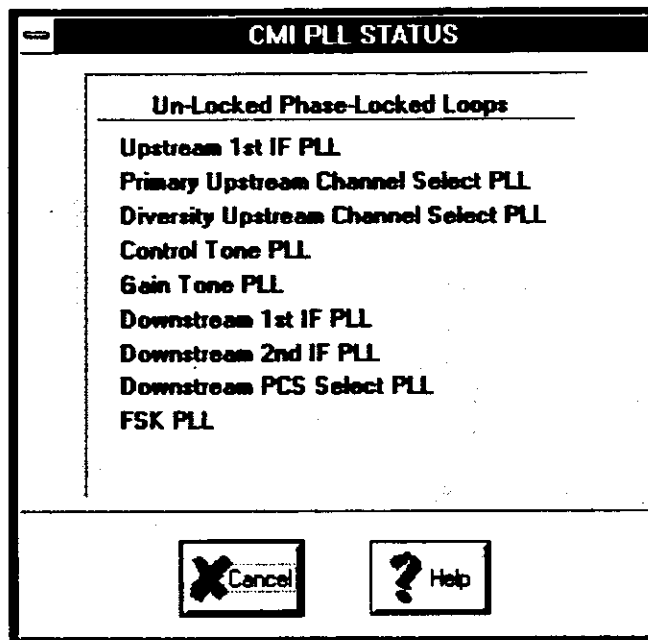 CMI PLL STATUS
Un-Locked Phase-Locked Loops
Upstream 1st IF PLL
Primary Upstream Channel Select PLL
Diversity Upstream Channel Select PLL
Control Tone PLL
Gain Tone PLL
Downstream 1st IF PLL
Downstream 2nd IF PLL
Downstream PCS Select PLL
FSK PLL
Cancel
? Help